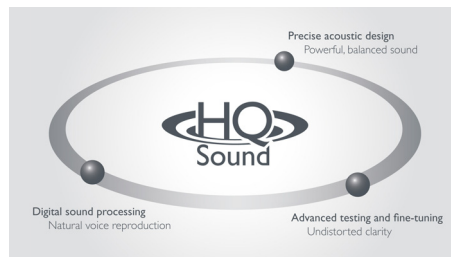 Precise acoustic design
Powerful, balanced sound
HQ
Sound
Digital sound processing
Natural voice reproduction
Advanced testing and fine-tuning
Undistorted clarity